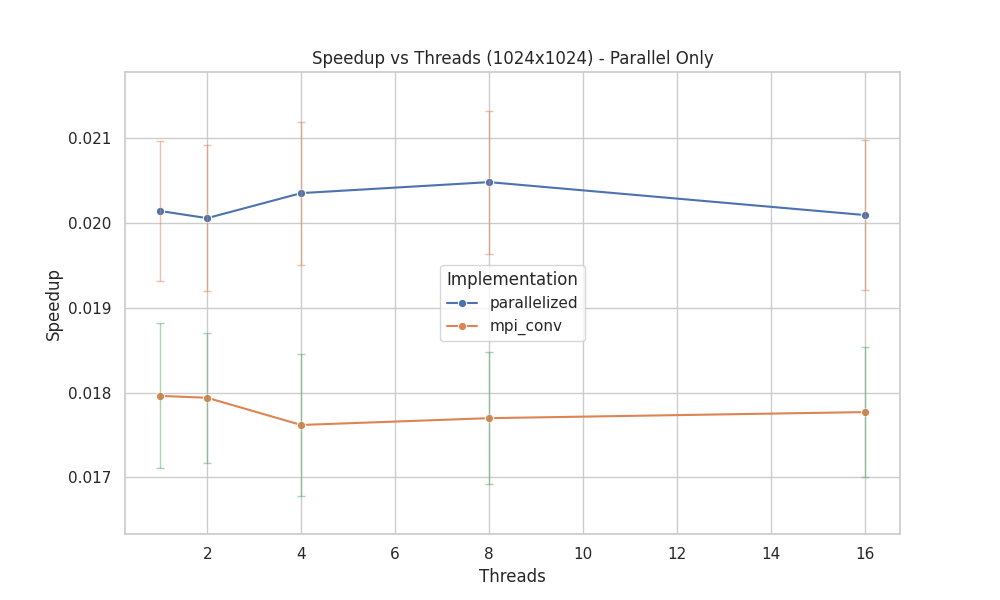 Speedup vs Threads (1024x1024) - Parallel Only
0.021
0.020
0.019
0.018
0.017
Speedup
Implementation
parallelized
mpi_conv
2 4 6 8 10 12 14 16
Threads